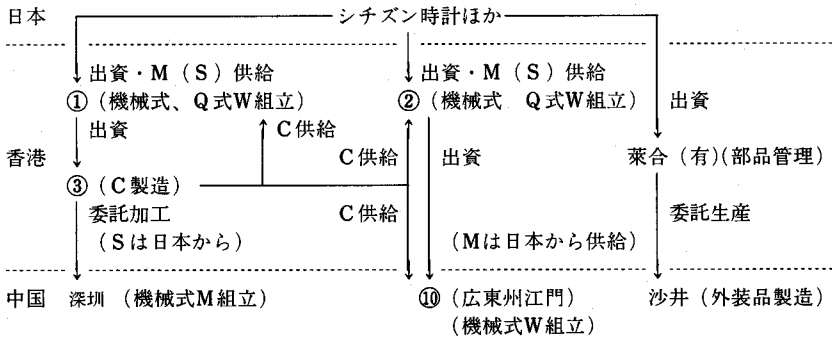 日本 シチズン時計ほか
出資・M(S)供給 出資・M(S)供給
①(機械式、Q式W組立) ②(機械式 Q式W組立) 出資
出資 C供給
香港 C供給 出資 萊合(有)(部品管理)
③(C製造)
委託加工 C供給 委託生産
(Sは日本から) (Mは日本から供給)
中国 深圳(機械式M組立) ⑩(広東州江門) 沙井(外装品製造)
(機械式W組立)